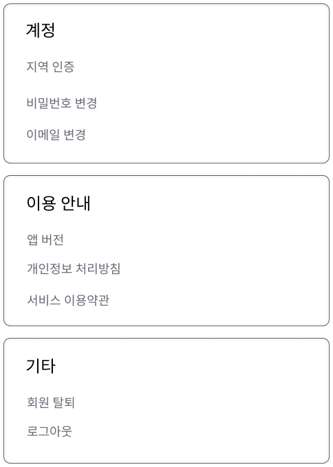 계정
지역 인증
비밀번호 변경
이메일 변경
이용 안내
앱 버전
개인정보 처리방침
서비스 이용약관
기타
회원 탈퇴
로그아웃